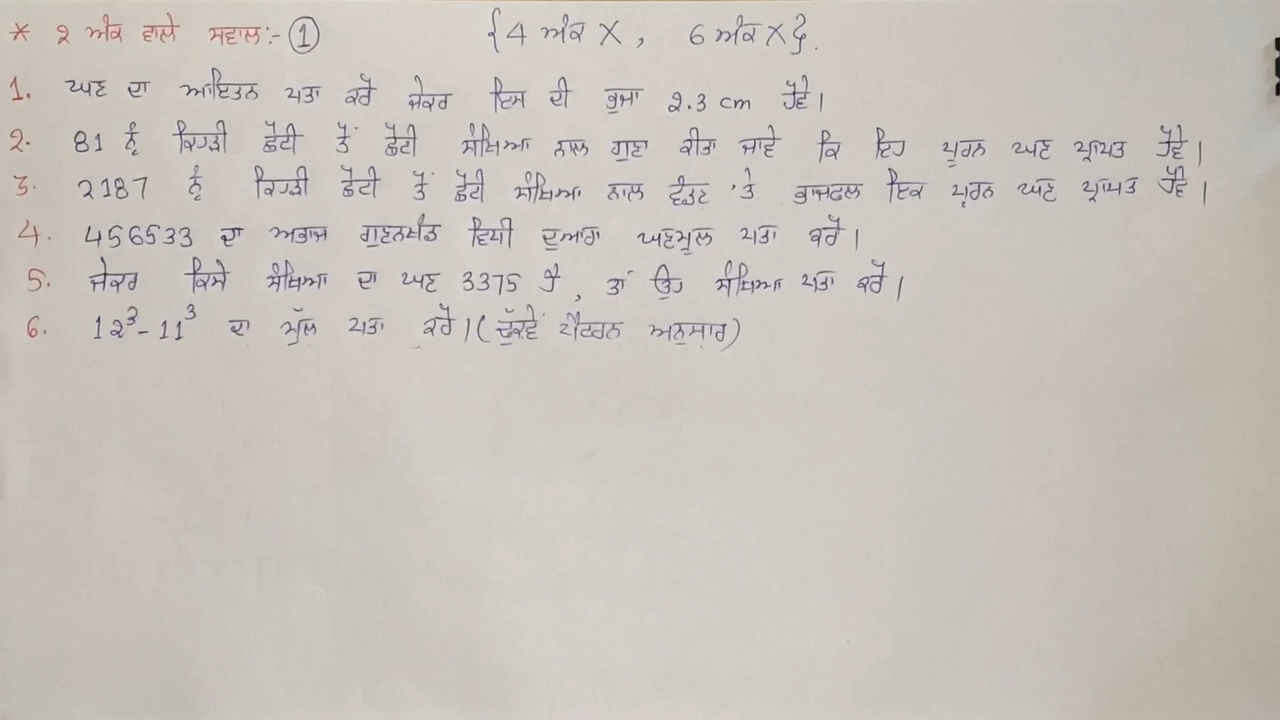 * 2 ਅੰਕ ਵਾਲੇ ਸਵਾਲ:- ① {4 ਅੰਕ X, 6 ਅੰਕ X}.
1. ਘਣ ਦਾ ਆਇਤਨ ਪਤਾ ਕਰੋ ਜੇਕਰ ਇਸ ਦੀ ਭੁਜਾ 2.3 cm ਹੋਵੇ।
2. 81 ਨੂੰ ਕਿਹੜੀ ਛੋਟੀ ਤੋਂ ਛੋਟੀ ਸੰਖਿਆ ਨਾਲ ਗੁਣਾ ਕੀਤਾ ਜਾਵੇ ਕਿ ਇਹ ਪੂਰਨ ਘਣ ਪ੍ਰਾਪਤ ਹੋਵੇ।
3. 2187 ਨੂੰ ਕਿਹੜੀ ਛੋਟੀ ਤੋਂ ਛੋਟੀ ਸੰਖਿਆ ਨਾਲ ਵੰਡਣ 'ਤੇ ਭਾਜਫਲ ਇਕ ਪੂਰਨ ਘਣ ਪ੍ਰਾਪਤ ਹੋਵੇ।
4. 456533 ਦਾ ਅਭਾਜ ਗੁਣਨਖੰਡ ਵਿਧੀ ਦੁਆਰਾ ਘਣਮੂਲ ਪਤਾ ਕਰੋ।
5. ਜੇਕਰ ਕਿਸੇ ਸੰਖਿਆ ਦਾ ਘਣ 3375 ਹੈ, ਤਾਂ ਉਹ ਸੰਖਿਆ ਪਤਾ ਕਰੋ।
6. 12³-11³ ਦਾ ਮੁੱਲ ਪਤਾ ਕਰੋ। (ਢੁੱਕਵੇਂ ਪੈਟਰਨ ਅਨੁਸਾਰ)